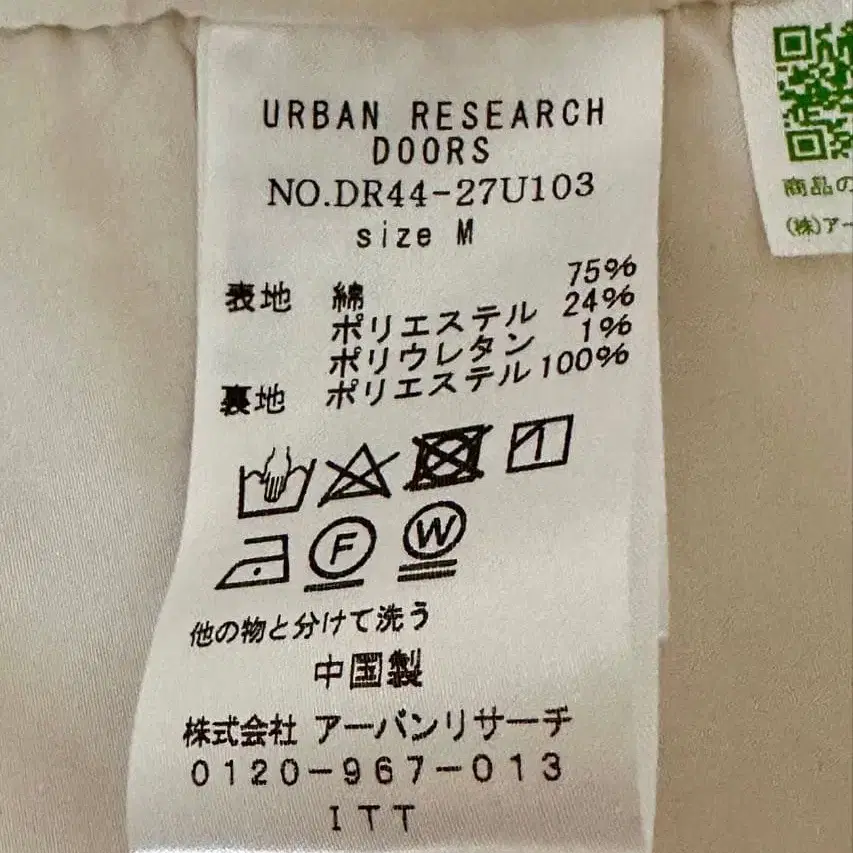 URBAN RESEARCH
DOORS
NO.DR44-27U103
size M
表地 綿 75%
ポリエステル 24%
ポリウレタン 1%
裏地 ポリエステル 100%
F W
他の物と分けて洗う
中国製
株式会社 アーバンリサーチ
0120-967-013
ITT
商品の
(株)アー